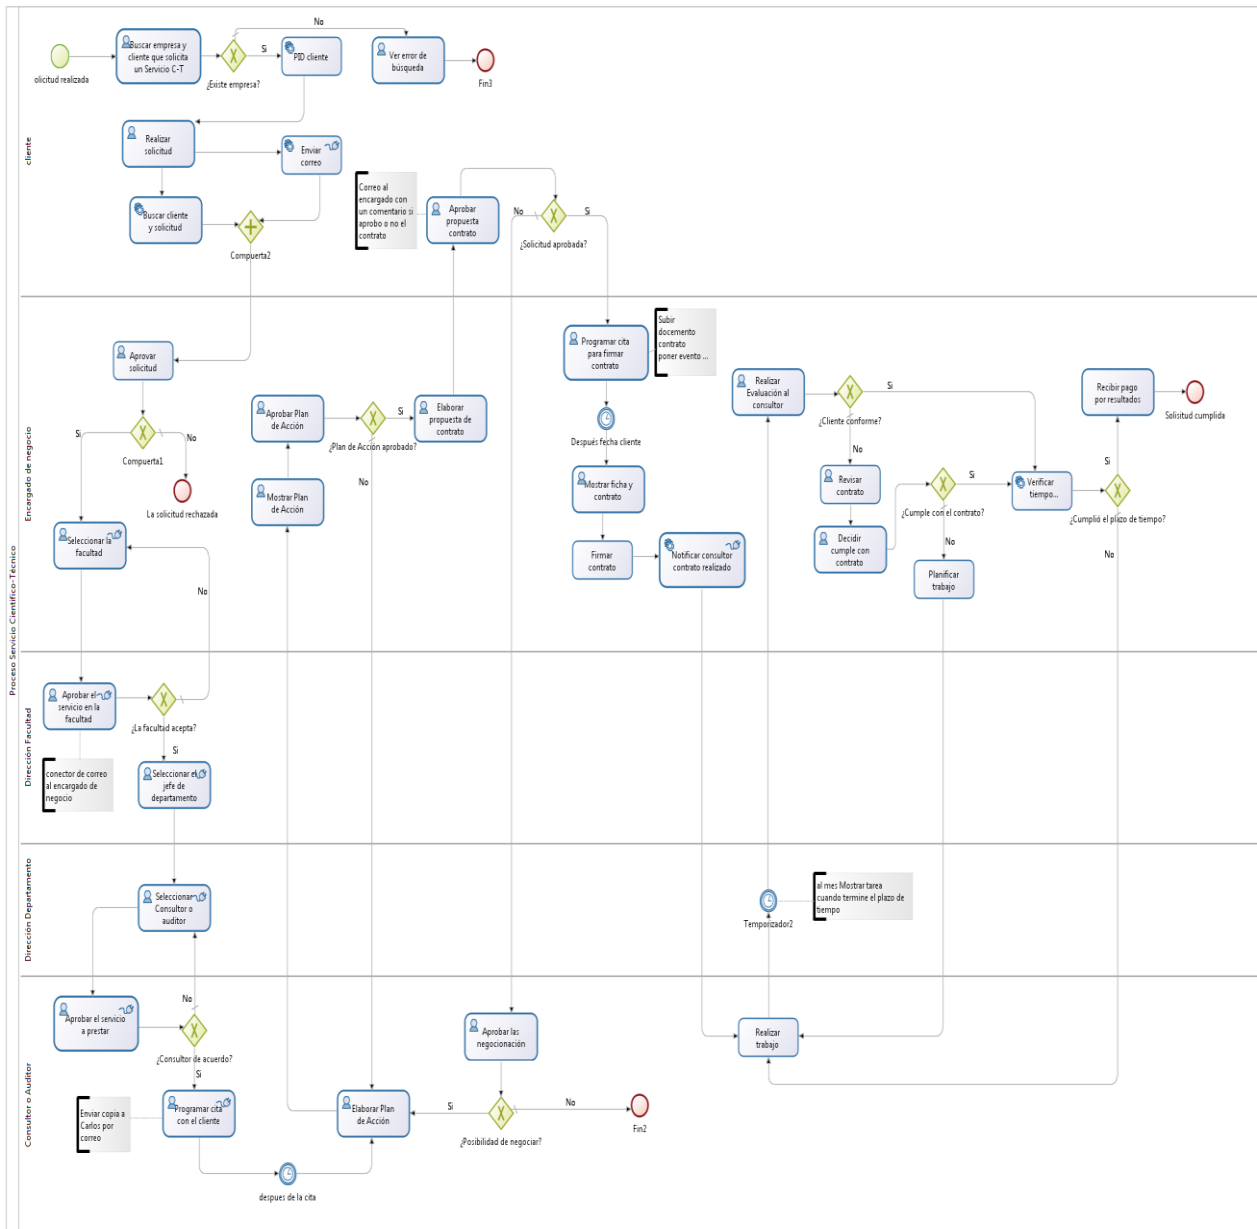 Proceso Servicio Científico-Técnico
cliente
olicitud realizada
Buscar empresa y
cliente que solicita
un Servicio C-T
¿Existe empresa?
No
Si
PID cliente
Ver error de
búsqueda
Fin3
Realizar
solicitud
Enviar
correo
Buscar cliente
y solicitud
Compuerta2
Correo al
encargado con
un comentario si
aprobo o no el
contrato
Aprobar
propuesta
contrato
No
Si
¿Solicitud aprobada?
Encargado de negocio
Aprovar
solicitud
Si
No
Compuerta1
La solicitud rechazada
Seleccionar la
facultad
No
Aprobar Plan
de Acción
Mostrar Plan
de Acción
Si
¿Plan de Acción aprobado?
No
Elaborar
propuesta de
contrato
Programar cita
para firmar
contrato
Subir
docemento
contrato
poner evento ...
Después fecha cliente
Mostrar ficha y
contrato
Firmar
contrato
Notificar consultor
contrato realizado
Realizar
Evaluación al
consultor
Si
¿Cliente conforme?
No
Revisar
contrato
Decidir
cumple con
contrato
Si
¿Cumple con el contrato?
No
Planificar
trabajo
Verificar
tiempo...
Recibir pago
por resultados
Solisitud cumplida
Si
¿Cumplió el plazo de tiempo?
No
Dirección Facultad
Aprobar el
servicio en la
facultad
¿La facultad acepta?
Si
conector de correo
al encargado de
negocio
Seleccionar el
jefe de
departamento
Dirección Departamento
Seleccionar
Consultor o
auditor
Temporizador2
al mes Mostrar tarea
cuando termine el plazo de
tiempo
Consultor o Auditor
Aprobar el servicio
a prestar
No
¿Consultor de acuerdo?
Si
Enviar copia a
Carlos por
correo
Programar cita
con el cliente
despues de la cita
Elaborar Plan
de Acción
Aprobar las
negocionación
Si
No
¿Posibilidad de negociar?
Fin2
Realizar
trabajo